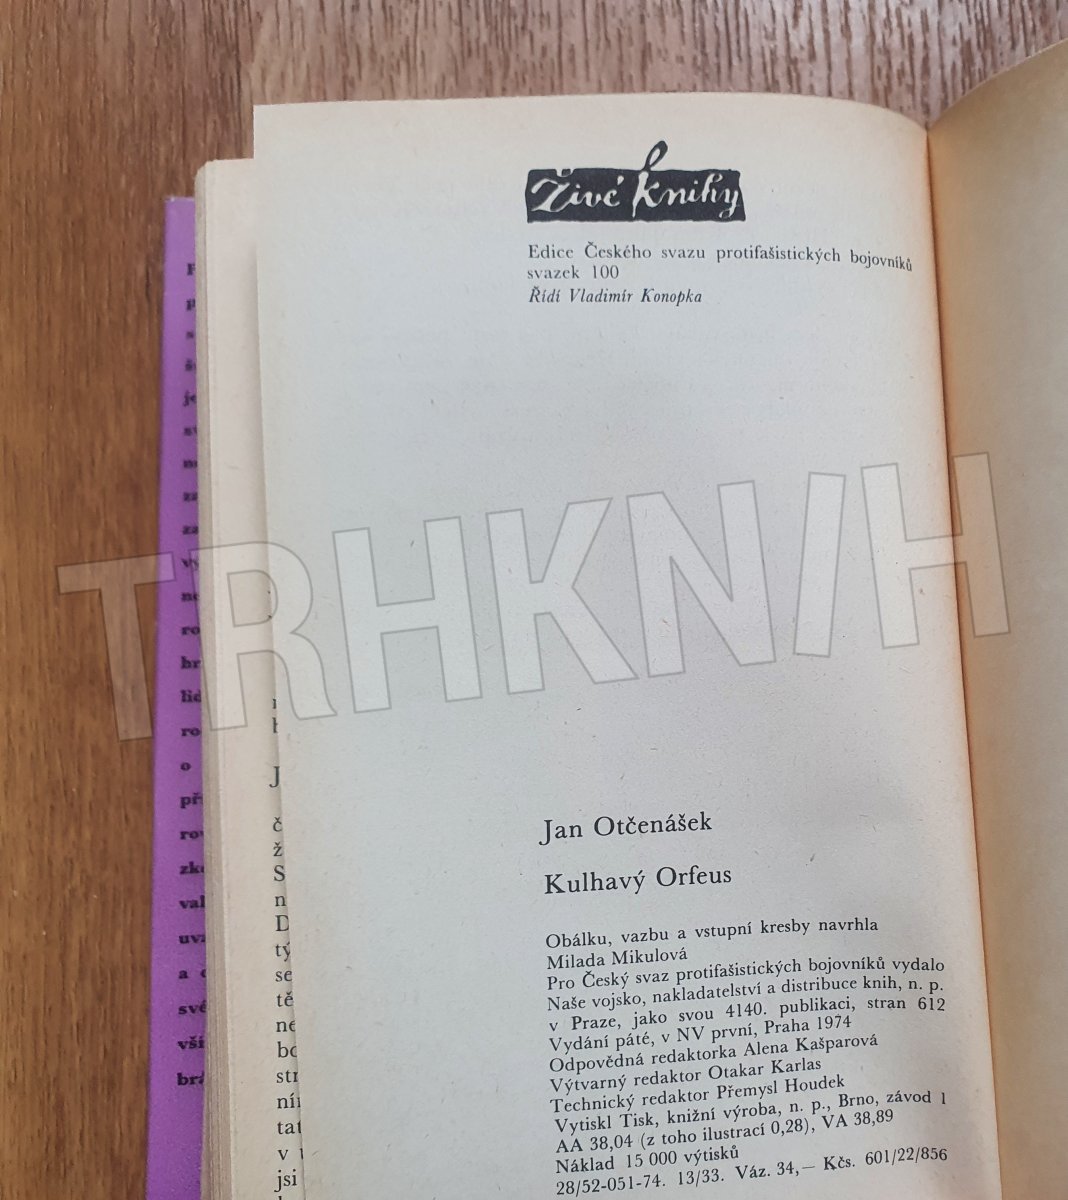 Živé knihy
Edice Českého svazu protifašistických bojovníků
svazek 100
Řídí Vladimír Konopka
TRHKNIH
Jan Otčenášek
Kulhavý Orfeus
Obálku, vazbu a vstupní kresby navrhla
Milada Mikulová
Pro Český svaz protifašistických bojovníků vydalo
Naše vojsko, nakladatelství a distribuce knih, n. p.
v Praze, jako svou 4140. publikaci, stran 612
Vydání páté, v NV první, Praha 1974
Odpovědná redaktorka Alena Kašparová
Výtvarný redaktor Otakar Karlas
Technický redaktor Přemysl Houdek
Vytiskl Tisk, knižní výroba, n. p., Brno, závod 1
AA 38,04 (z toho ilustrací 0,28), VA 38,89
Náklad 15 000 výtisků
28/52-051-74. 13/33. Váz. 34,— Kčs. 601/22/856